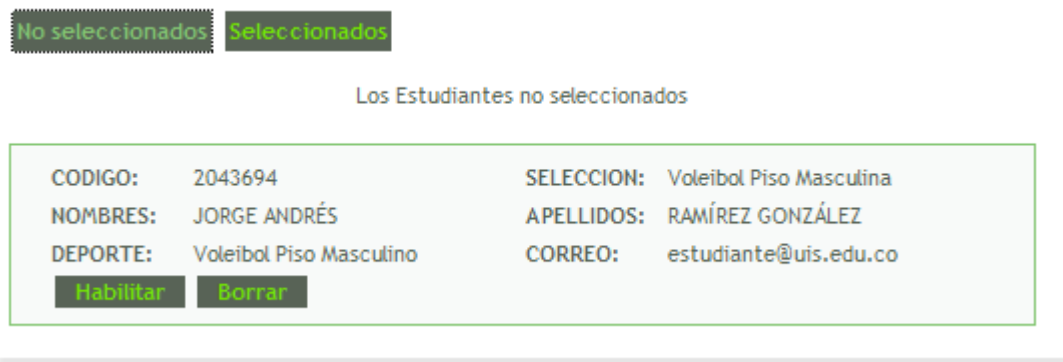 No seleccionados Seleccionados
Los Estudiantes no seleccionados
CODIGO: 2043694 SELECCION: Voleibol Piso Masculina
NOMBRES: JORGE ANDRÉS APELLIDOS: RAMÍREZ GONZÁLEZ
DEPORTE: Voleibol Piso Masculino CORREO: estudiante@uis.edu.co
Habilitar Borrar